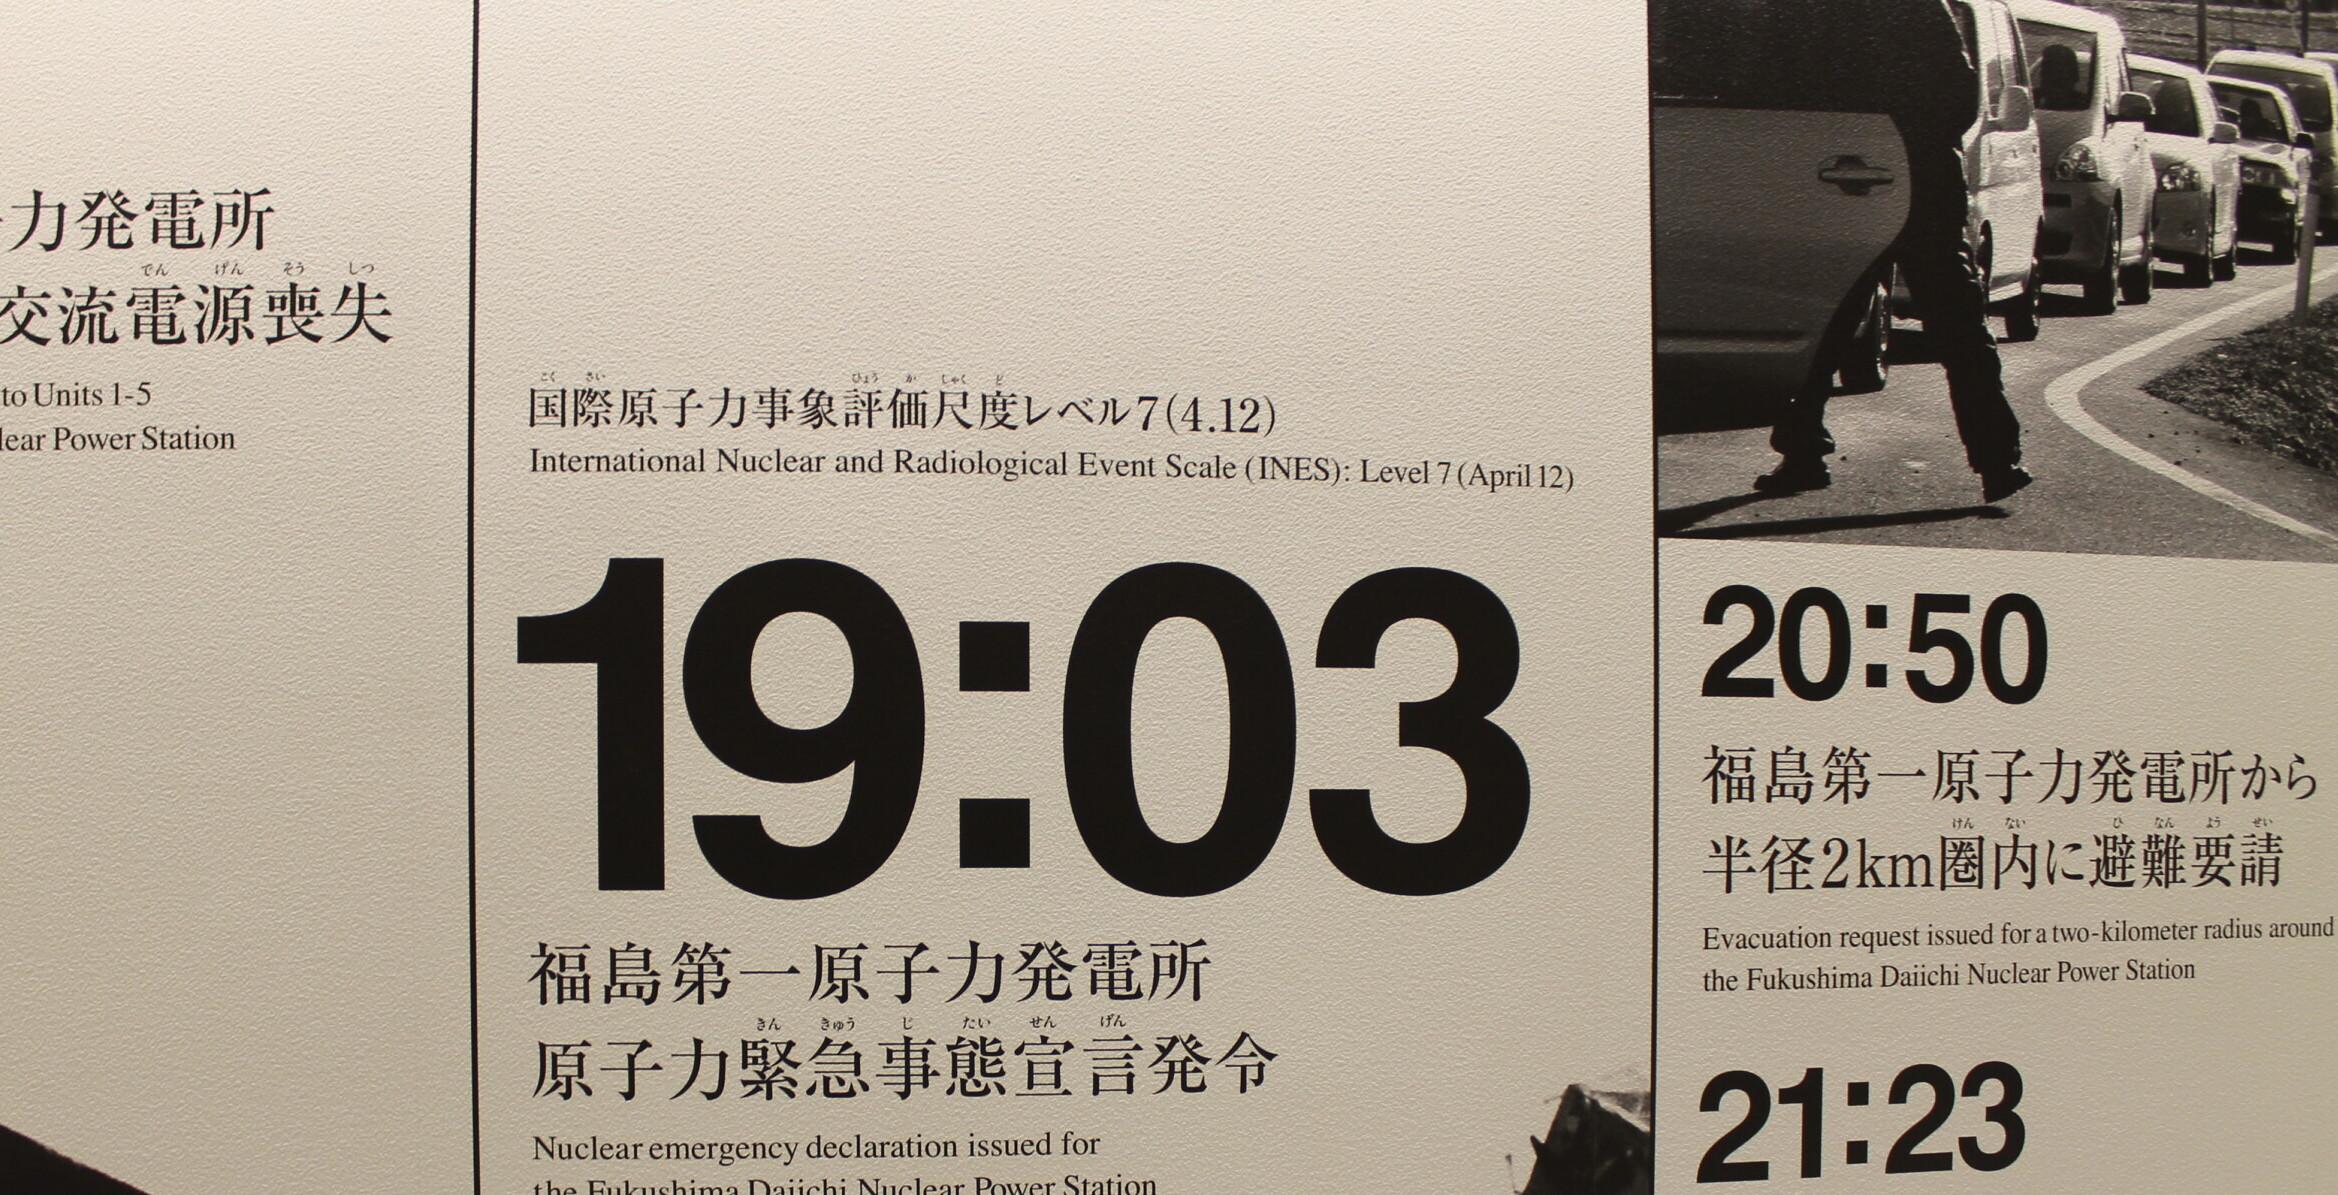 力発電所
でん げん そう しつ
交流電源喪失
to Units 1-5
Power Station
こく さい ひょう か しゃく ど
国際原子力事象評価尺度レベル7(4.12)
International Nuclear and Radiological Event Scale (INES): Level 7 (April 12)
19:03
福島第一原子力発電所
きん きゅう じ たい せん げん
原子力緊急事態宣言発令
Nuclear emergency declaration issued for
the Fukushima Daiichi Nuclear Power Station
20:50
福島第一原子力発電所から
けん ない ひ なん よう せい
半径2km圏内に避難要請
Evacuation request issued for a two-kilometer radius around
the Fukushima Daiichi Nuclear Power Station
21:23